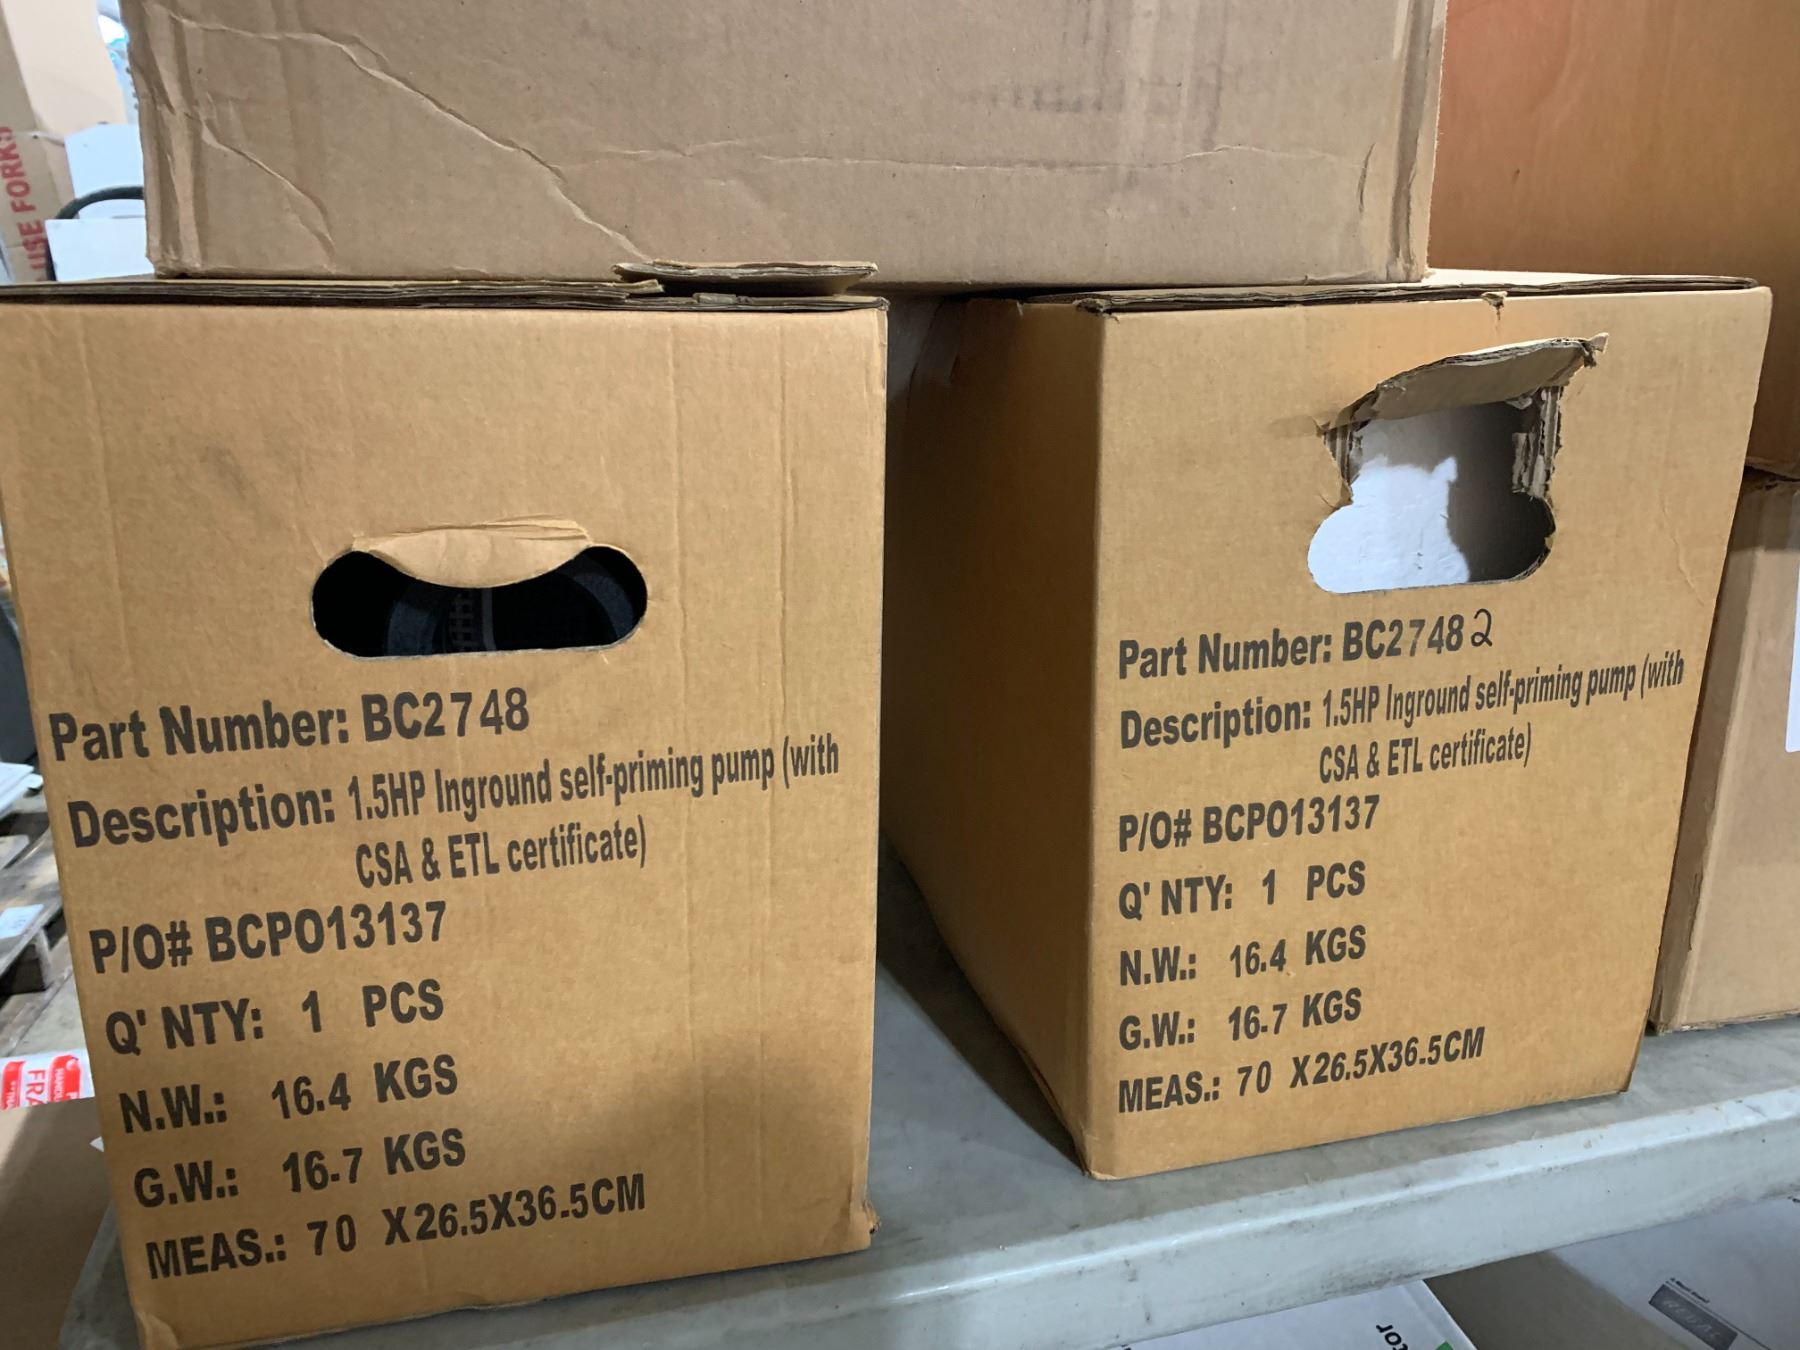 USE FORKS
Part Number: BC2748
Description: 1.5HP Inground self-priming pump (with
CSA & ETL certificate)
P/O# BCPO13137
Q' NTY: 1 PCS
N.W.: 16.4 KGS
G.W.: 16.7 KGS
MEAS.: 70 X26.5X36.5CM
Part Number: BC2748 2
Description: 1.5HP Inground self-priming pump (with
CSA & ETL certificate)
P/O# BCPO13137
Q' NTY: 1 PCS
N.W.: 16.4 KGS
G.W.: 16.7 KGS
MEAS.: 70 X26.5X36.5CM